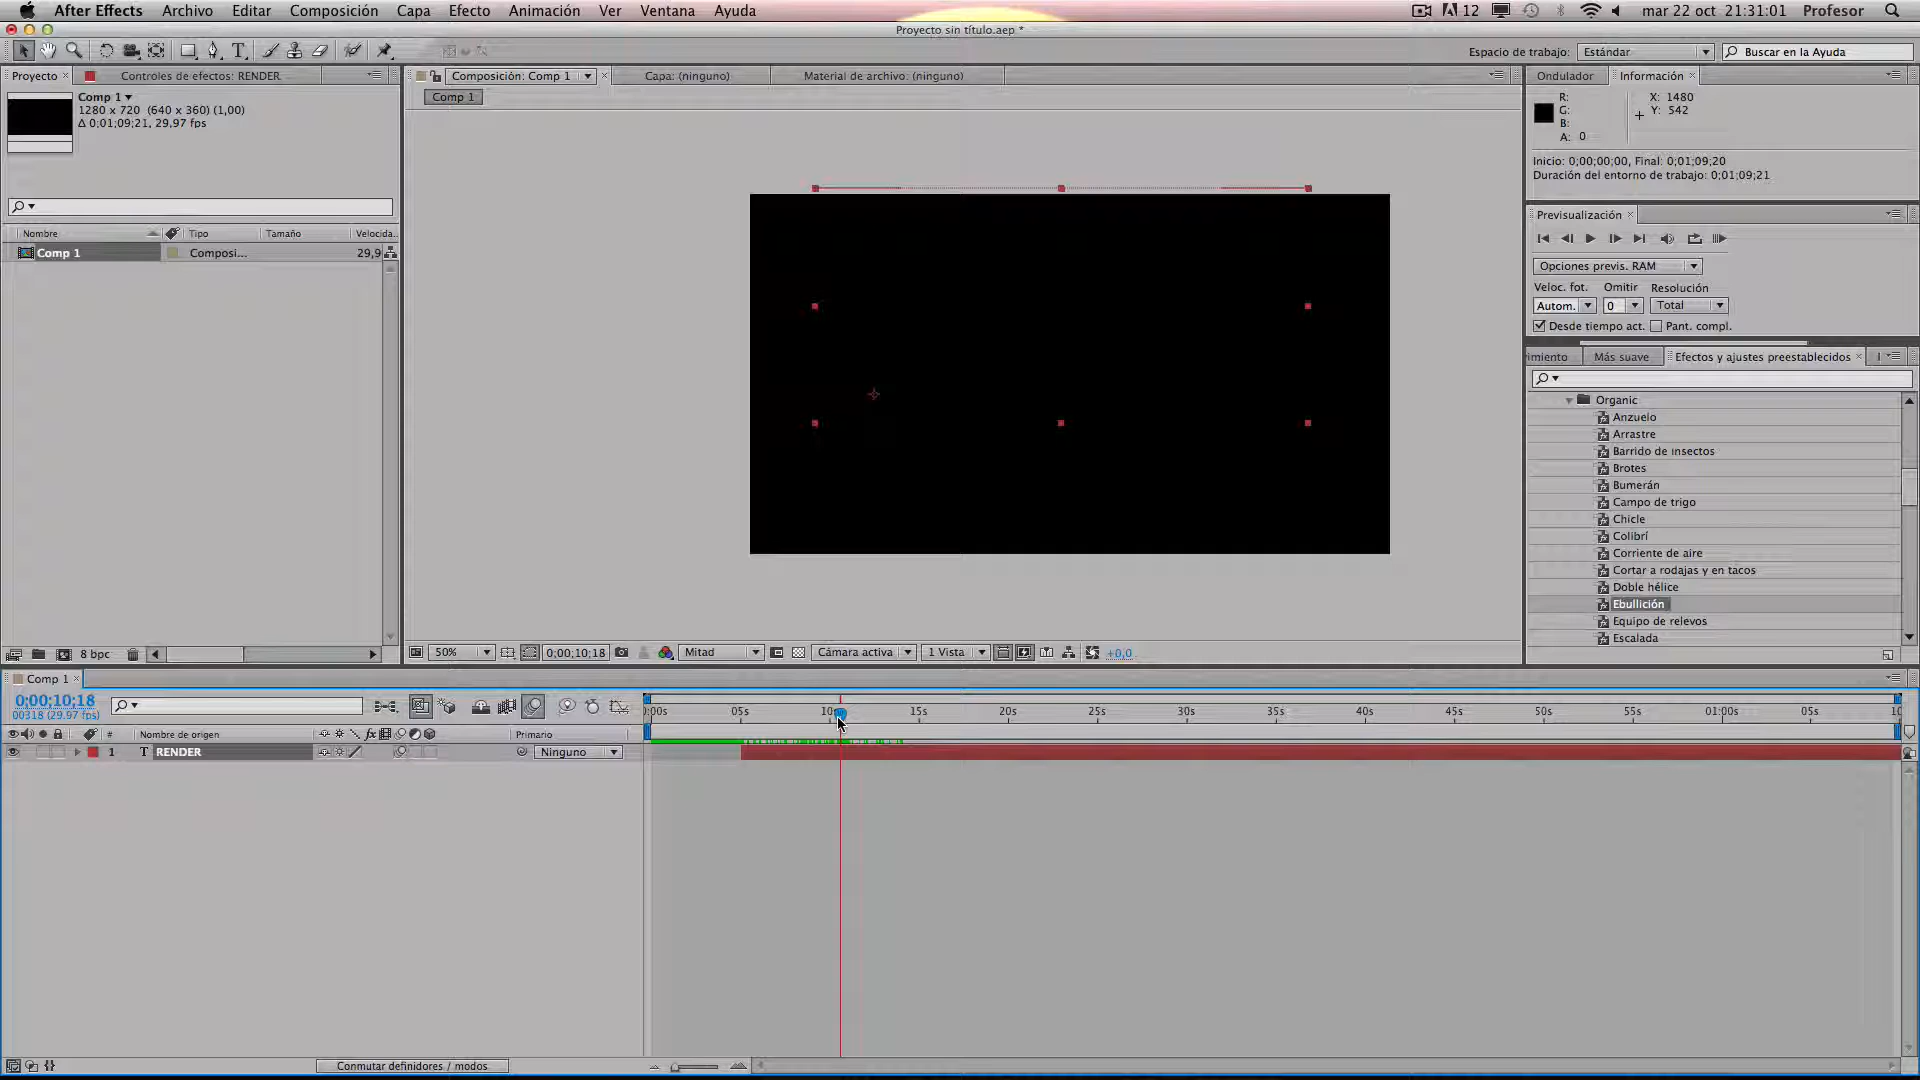 After Effects Archivo Editar Composición Capa Efecto Animación Ver Ventana Ayuda 12 mar 22 oct 21:31:01 Profesor
Proyecto sin título.aep *
T Espacio de trabajo: Estándar Buscar en la Ayuda
Proyecto Controles de efectos: RENDER Composición: Comp 1 Capa: (ninguno) Material de archivo: (ninguno) Ondulador Información
Comp 1
1280 x 720 (640 x 360) (1,00)
Δ 0;01;09;21, 29,97 fps
Comp 1
R:
G:
B:
A: 0
X: 1480
Y: 542
Inicio: 0;00;00;00, Final: 0;01;09;20
Duración del entorno de trabajo: 0;01;09;21
Previsualización
Opciones previs. RAM
Veloc. fot. Omitir Resolución
Autom. 0 Total
Desde tiempo act. Pant. compl.
Nombre Tipo Tamaño Velocida..
Comp 1 Composi... 29,9
imiento Más suave Efectos y ajustes preestablecidos
Organic
Anzuelo
Arrastre
Barrido de insectos
Brotes
Bumerán
Campo de trigo
Chicle
Colibrí
Corriente de aire
Cortar a rodajas y en tacos
Doble hélice
Ebullición
Equipo de relevos
Escalada
8 bpc
50% 0;00;10;18 Mitad Cámara activa 1 Vista +0,0
Comp 1
0;00;10;18
00318 (29.97 fps)
):00s 05s 10s 15s 20s 25s 30s 35s 40s 45s 50s 55s 01:00s 05s 10
# Nombre de origen fx Primario
1 T RENDER Ninguno
Conmutar definidores / modos